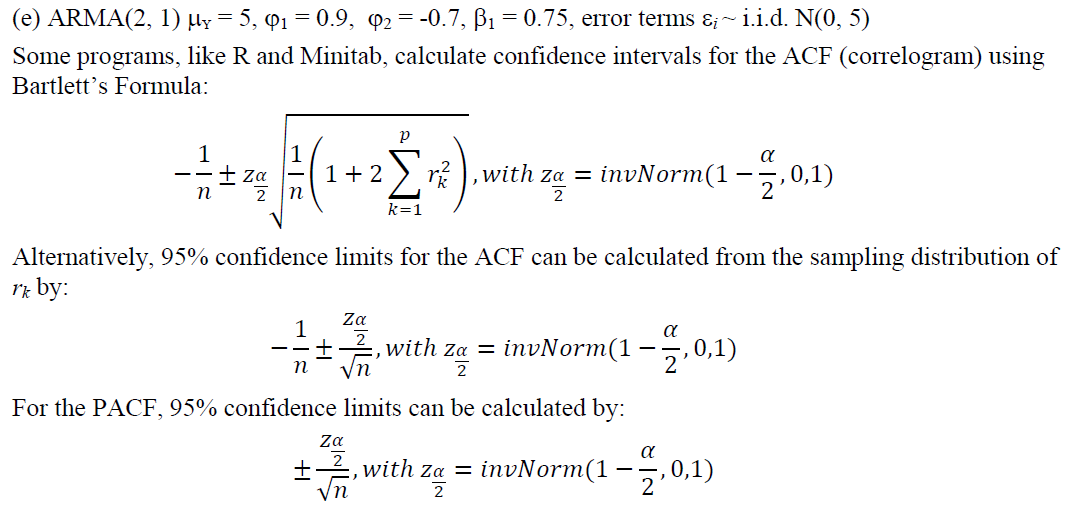 (e) ARMA(2, 1) μY = 5, φ1 = 0.9, φ2 = -0.7, β1 = 0.75, error terms εi ~ i.i.d. N(0, 5)
Some programs, like R and Minitab, calculate confidence intervals for the ACF (correlogram) using
Bartlett’s Formula:
−1/n ± zα/2 √(1/n (1 + 2 ∑_{k=1}^{p} r_k^2)), with zα/2 = invNorm(1 − α/2, 0,1)
Alternatively, 95% confidence limits for the ACF can be calculated from the sampling distribution of
rk by:
−1/n ± zα/2/√n, with zα/2 = invNorm(1 − α/2, 0,1)
For the PACF, 95% confidence limits can be calculated by:
± zα/2/√n, with zα/2 = invNorm(1 − α/2, 0,1)